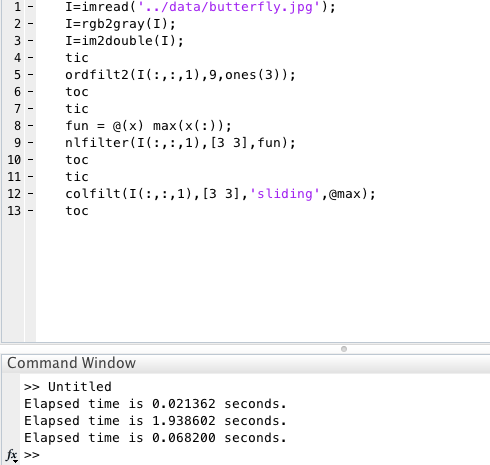 1 - I=imread('../data/butterfly.jpg');
2 - I=rgb2gray(I);
3 - I=im2double(I);
4 - tic
5 - ordfilt2(I(:,:,1),9,ones(3));
6 - toc
7 - tic
8 - fun = @(x) max(x(:));
9 - nlfilter(I(:,:,1),[3 3],fun);
10 - toc
11 - tic
12 - colfilt(I(:,:,1),[3 3],'sliding',@max);
13 - toc
Command Window
>> Untitled
Elapsed time is 0.021362 seconds.
Elapsed time is 1.938602 seconds.
Elapsed time is 0.068200 seconds.
fx >>